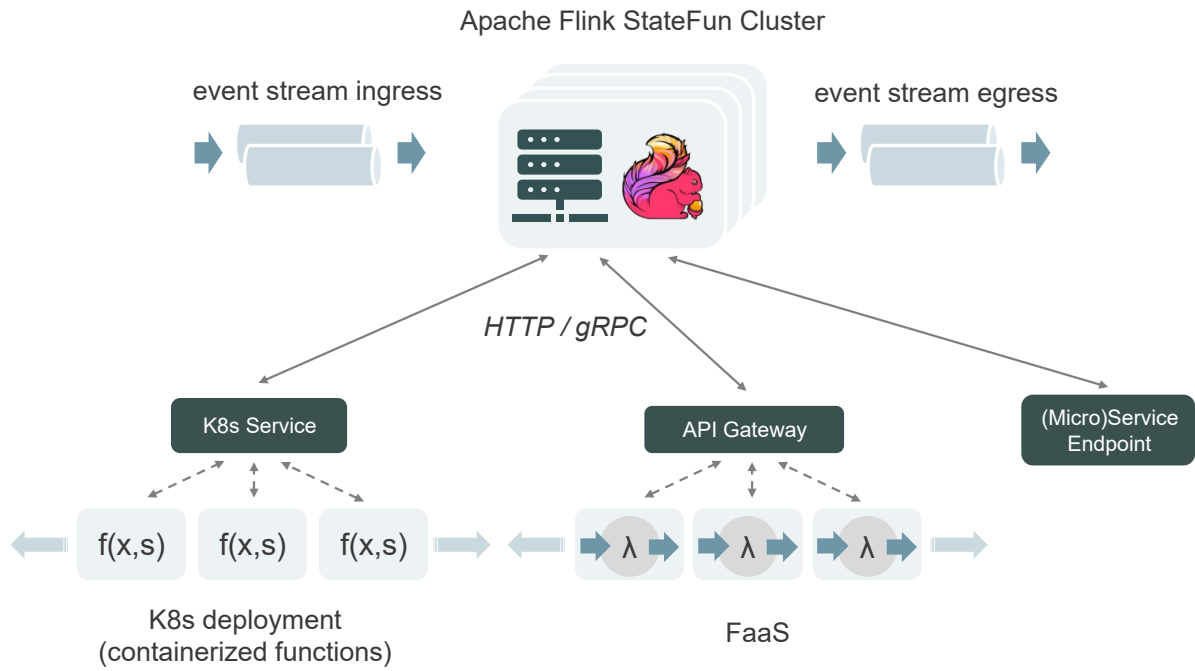 Apache Flink StateFun Cluster
event stream ingress
event stream egress
HTTP / gRPC
K8s Service
API Gateway
(Micro)Service
Endpoint
f(x,s)
f(x,s)
f(x,s)
λ
λ
λ
K8s deployment
(containerized functions)
FaaS